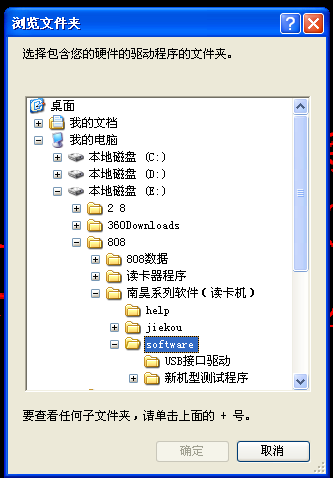 浏览文件夹
选择包含您的硬件的驱动程序的文件夹。
桌面
我的文档
我的电脑
本地磁盘 (C:)
本地磁盘 (D:)
本地磁盘 (E:)
2 8
360Downloads
808
808数据
读卡器程序
南昊系列软件(读卡机)
help
jiekou
software
USB接口驱动
新机型测试程序
要查看任何子文件夹,请单击上面的 + 号。
确定 取消